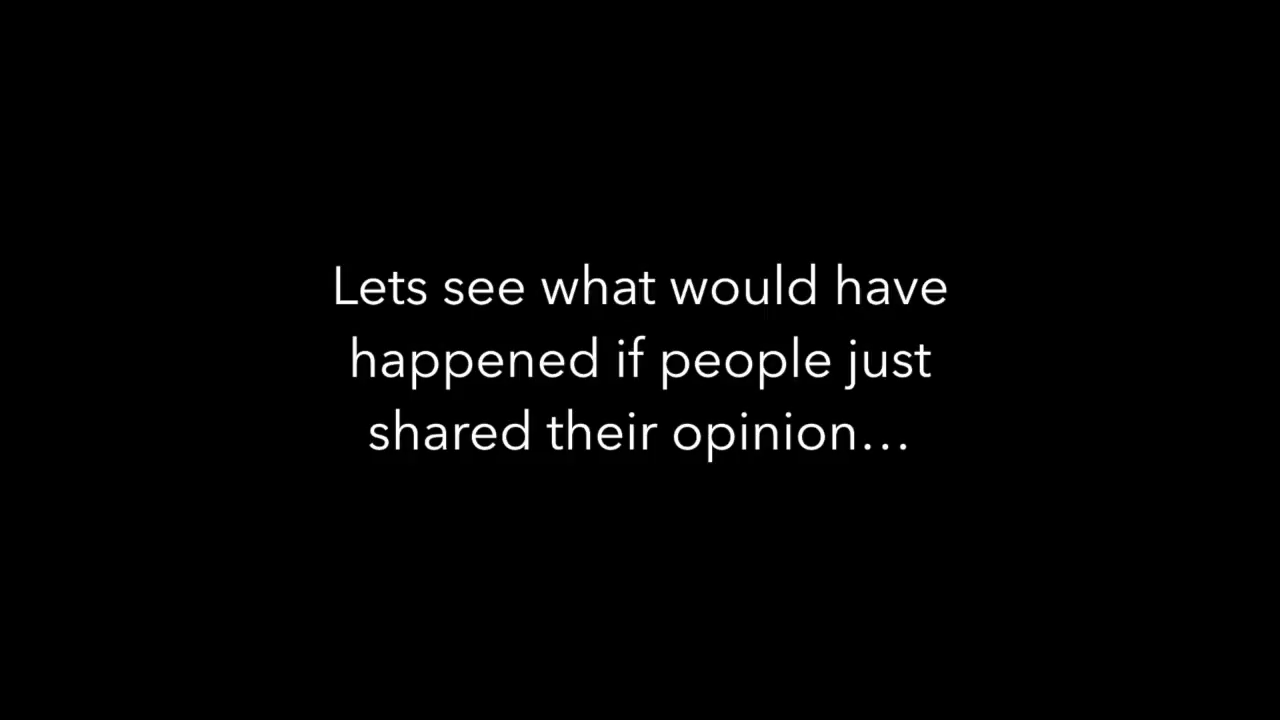 Lets see what would have
happened if people just
shared their opinion…